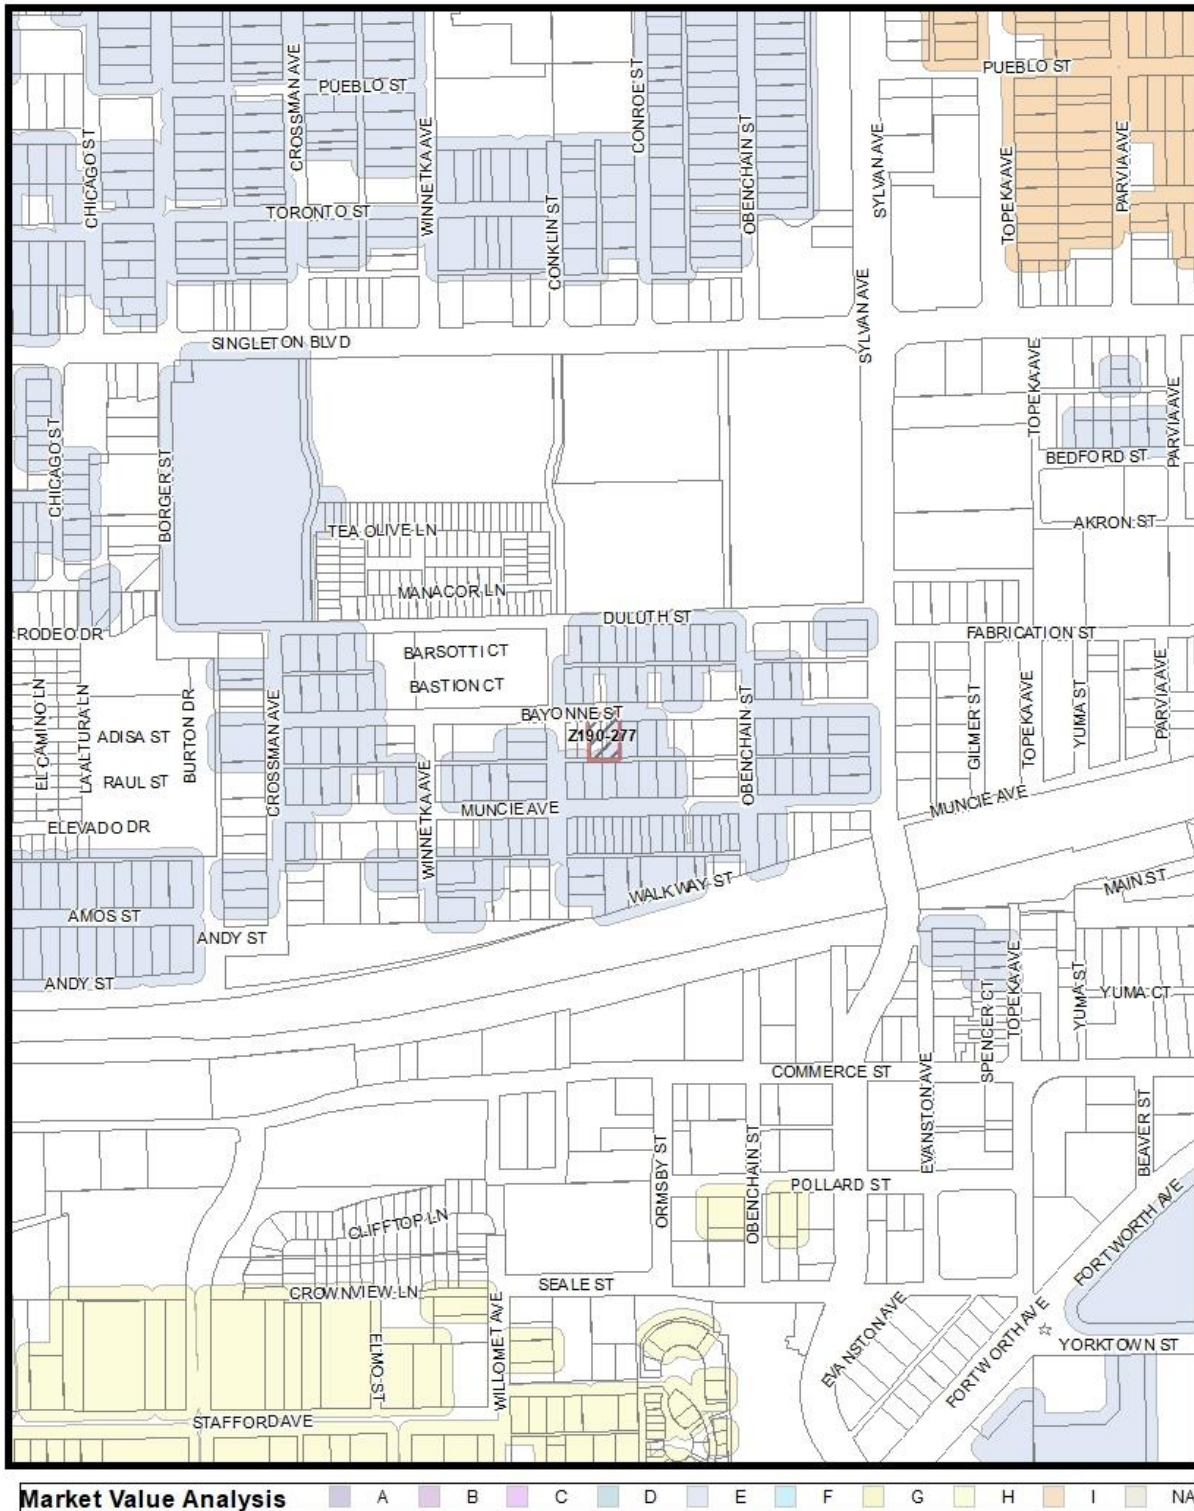 PUEBLO ST
PUEBLO ST
CROSSMAN AVE
CONROE ST
CHICAGO ST
WINNETKA AVE
OBENCHAIN ST
SYLVAN AVE
TOPEKA AVE
PARVIA AVE
TORONTO ST
CONKLIN ST
SINGLETON BLVD
SYLVAN AVE
TOPEKA AVE
PARVIA AVE
CHICAGO ST
BORGER ST
BEDFORD ST
AKRON ST
TEA OLIVE LN
MANACOR LN
DULUTH ST
FABRICATION ST
RODEO DR
BARSOTTI CT
BASTION CT
EL CAMINO LN
LA ALTURA LN
BURTON DR
CROSSMAN AVE
BAYONNE ST
Z190-277
OBENCHAIN ST
GILMER ST
TOPEKA AVE
YUMA ST
PARVIA AVE
ADISA ST
RAUL ST
WINNETKA AVE
MUNCIE AVE
MUNCIE AVE
ELEVADO DR
WALKWAY ST
MAIN ST
AMOS ST
ANDY ST
ANDY ST
SPENCER CT
TOPEKA AVE
YUMA ST
YUMA CT
COMMERCE ST
EVANSTON AVE
BEAVER ST
ORMSBY ST
OBENCHAIN ST
POLLARD ST
CLIFFTOP LN
FORT WORTH AVE
CROWNVIEW LN
SEALE ST
ELMO ST
WILLOMET AVE
EVANSTON AVE
FORT WORTH AVE
YORKTOWN ST
STAFFORD AVE
Market Value Analysis A B C D E F G H I NA